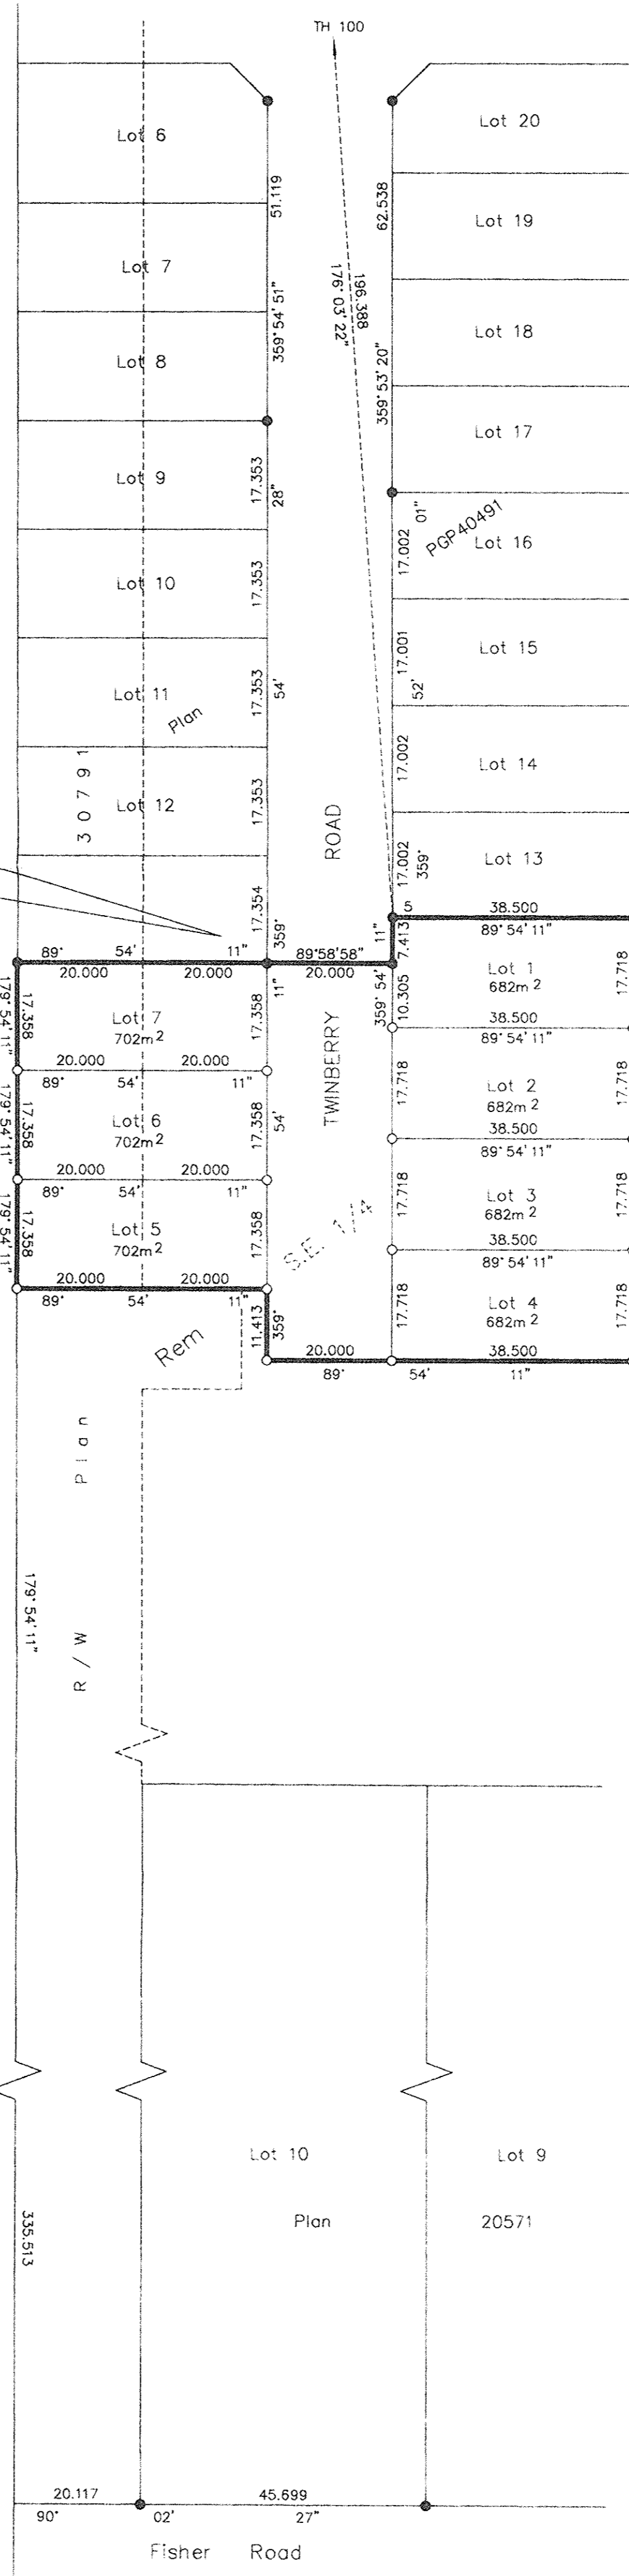 TH 100
Lot 6
Lot 20
51.119
62.538
Lot 19
Lot 7
196.388
176° 03' 22"
359° 54' 51"
Lot 18
359° 53' 20"
Lot 8
Lot 17
Lot 9
17.353
28"
01"
PGP40491
17.002
Lot 16
Lot 10
17.353
17.001
Lot 15
52'
Lot 11
17.353
54'
Plan
17.002
Lot 14
30791
Lot 12
17.353
ROAD
17.002
359°
Lot 13
17.354
359°
5
38.500
89° 54' 11"
11"
7.413
89° 54' 11"
20.000 20.000
89°58'58"
20.000
Lot 1
682m 2
17.718
179° 54' 11"
17.358
Lot 7
702m2
17.358
11"
359° 54'
10.305
38.500
89° 54' 11"
20.000 20.000
89° 54' 11"
TWINBERRY
17.718
Lot 2
682m 2
17.718
179° 54' 11"
17.358
Lot 6
702m2
17.358
54'
38.500
89° 54' 11"
20.000 20.000
89° 54' 11"
17.718
Lot 3
682m 2
17.718
179° 54' 11"
17.358
Lot 5
702m2
17.358
S.E. 1/4
38.500
89° 54' 11"
20.000 20.000
89° 54' 11"
17.718
Lot 4
682m 2
17.718
Rem
11.413
359°
20.000
38.500
89° 54' 11"
R/W Plan
179° 54' 11"
Lot 10
Lot 9
Plan 20571
335.513
20.117
45.699
90° 02' 27"
Fisher Road